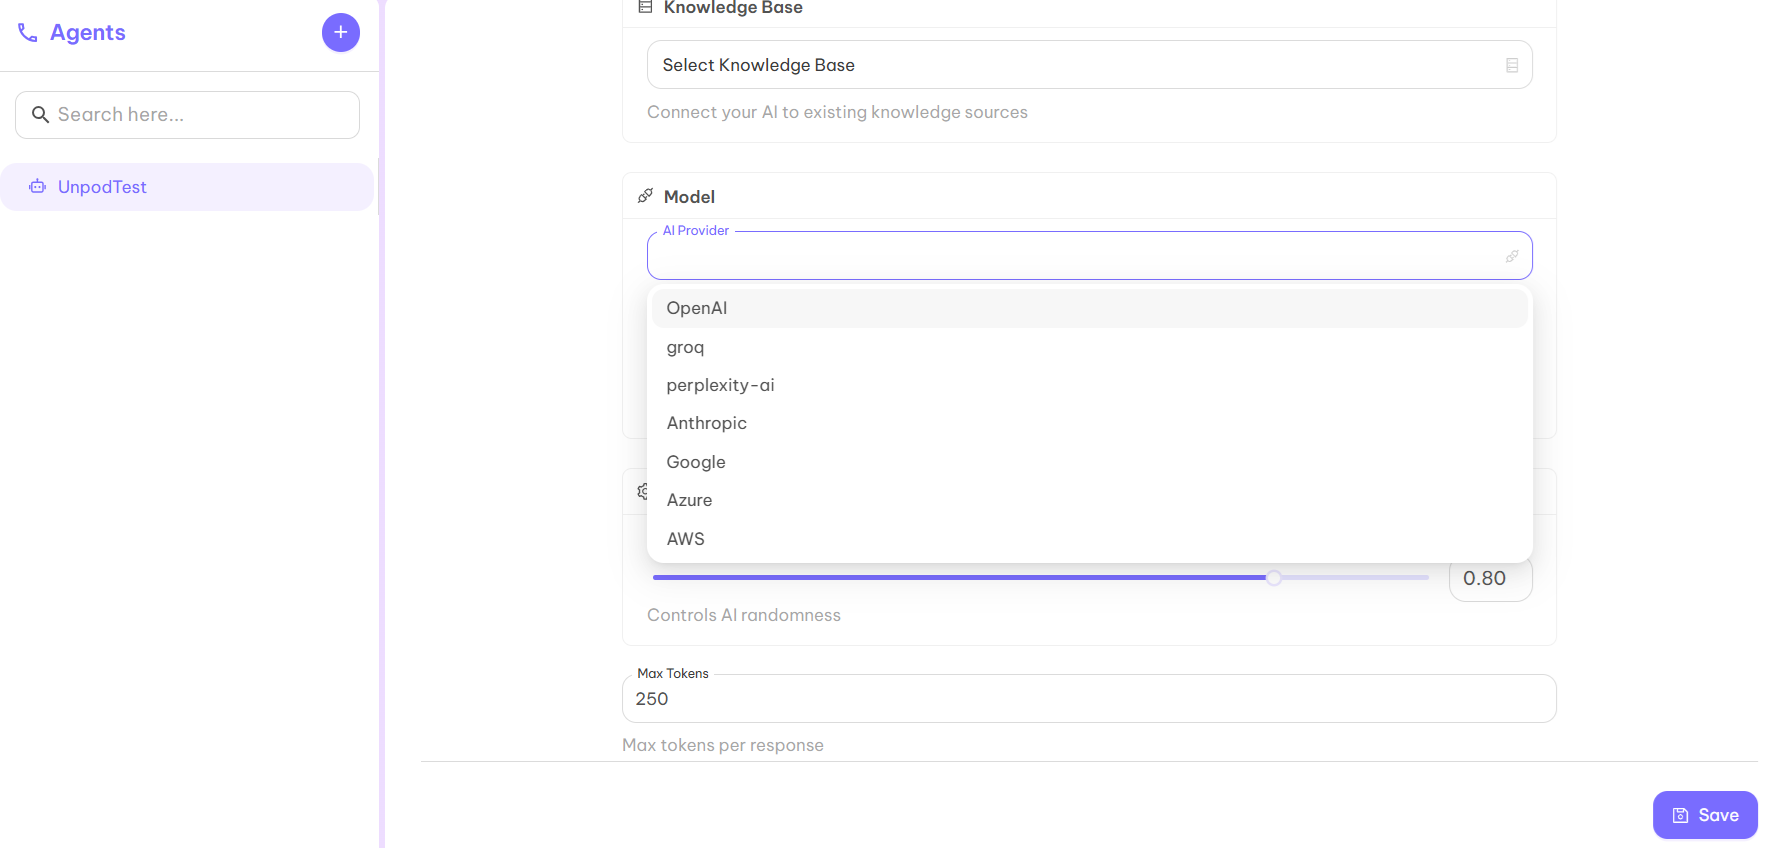 Agents
Search here...
UnpodTest
Knowledge Base
Select Knowledge Base
Connect your AI to existing knowledge sources
Model
AI Provider
OpenAI
groq
perplexity-ai
Anthropic
Google
Azure
AWS
0.80
Controls AI randomness
Max Tokens
250
Max tokens per response
Save